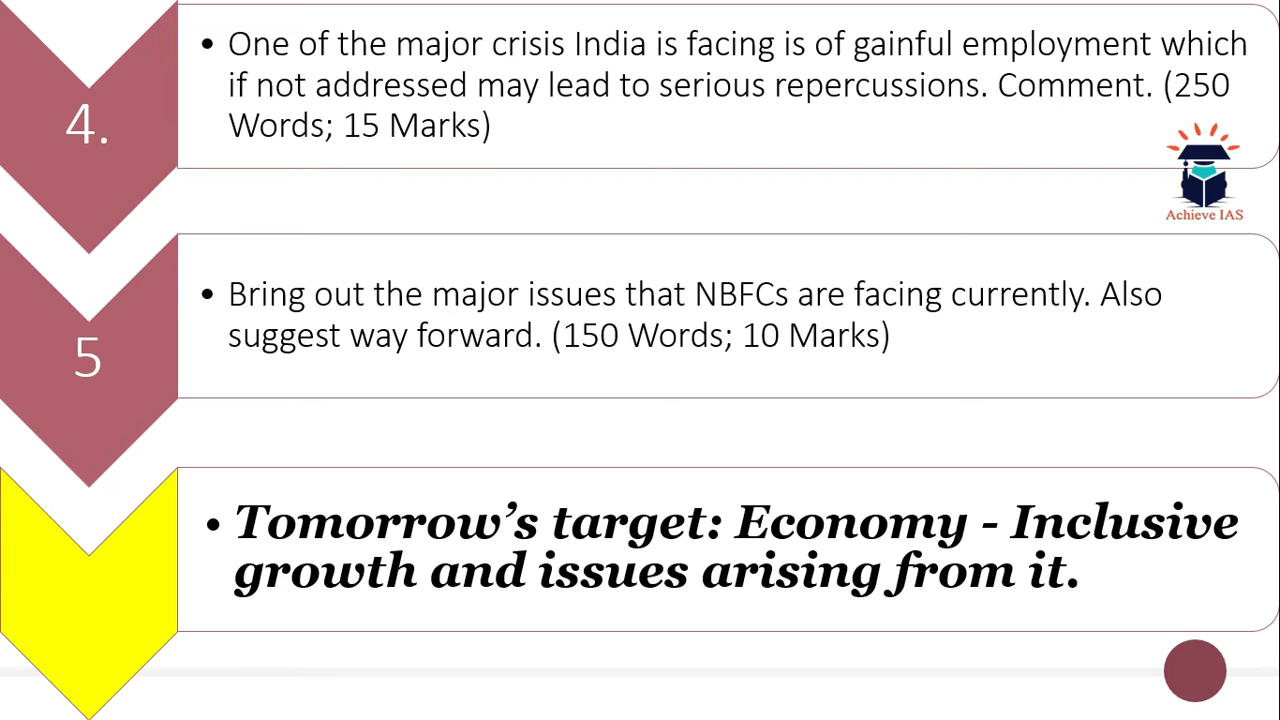 4.
• One of the major crisis India is facing is of gainful employment which
if not addressed may lead to serious repercussions. Comment. (250
Words; 15 Marks)
Achieve IAS
5
• Bring out the major issues that NBFCs are facing currently. Also
suggest way forward. (150 Words; 10 Marks)
• Tomorrow’s target: Economy - Inclusive
growth and issues arising from it.